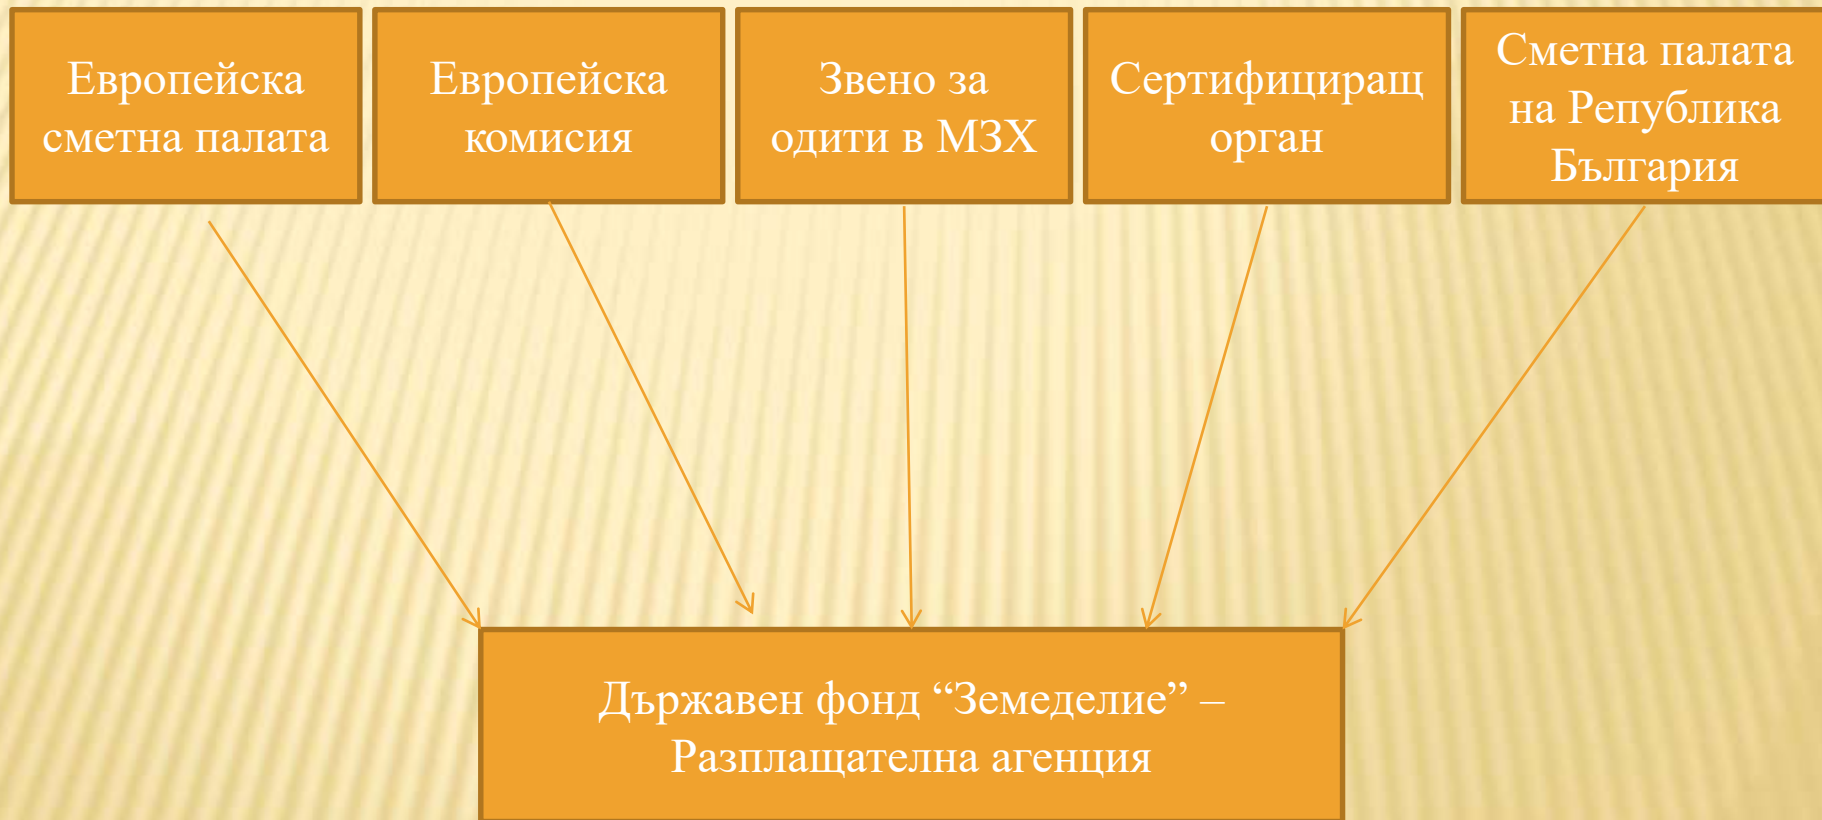 Европейска
сметна палата
Европейска
комисия
Звено за
одити в МЗХ
Сертифициращ
орган
Сметна палата
на Република
България
Държавен фонд “Земеделие” –
Разплащателна агенция